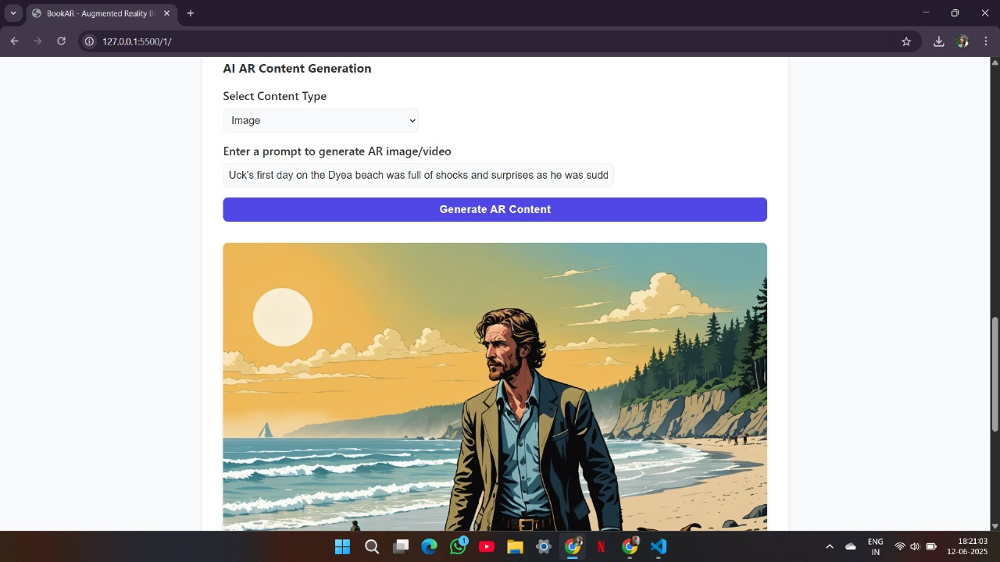 BookAR - Augmented Reality B
127.0.0.1:5500/1/
AI AR Content Generation
Select Content Type
Image
Enter a prompt to generate AR image/video
Uck's first day on the Dyea beach was full of shocks and surprises as he was sudd
Generate AR Content
1
N
ENG
IN
18:21:03
12-06-2025